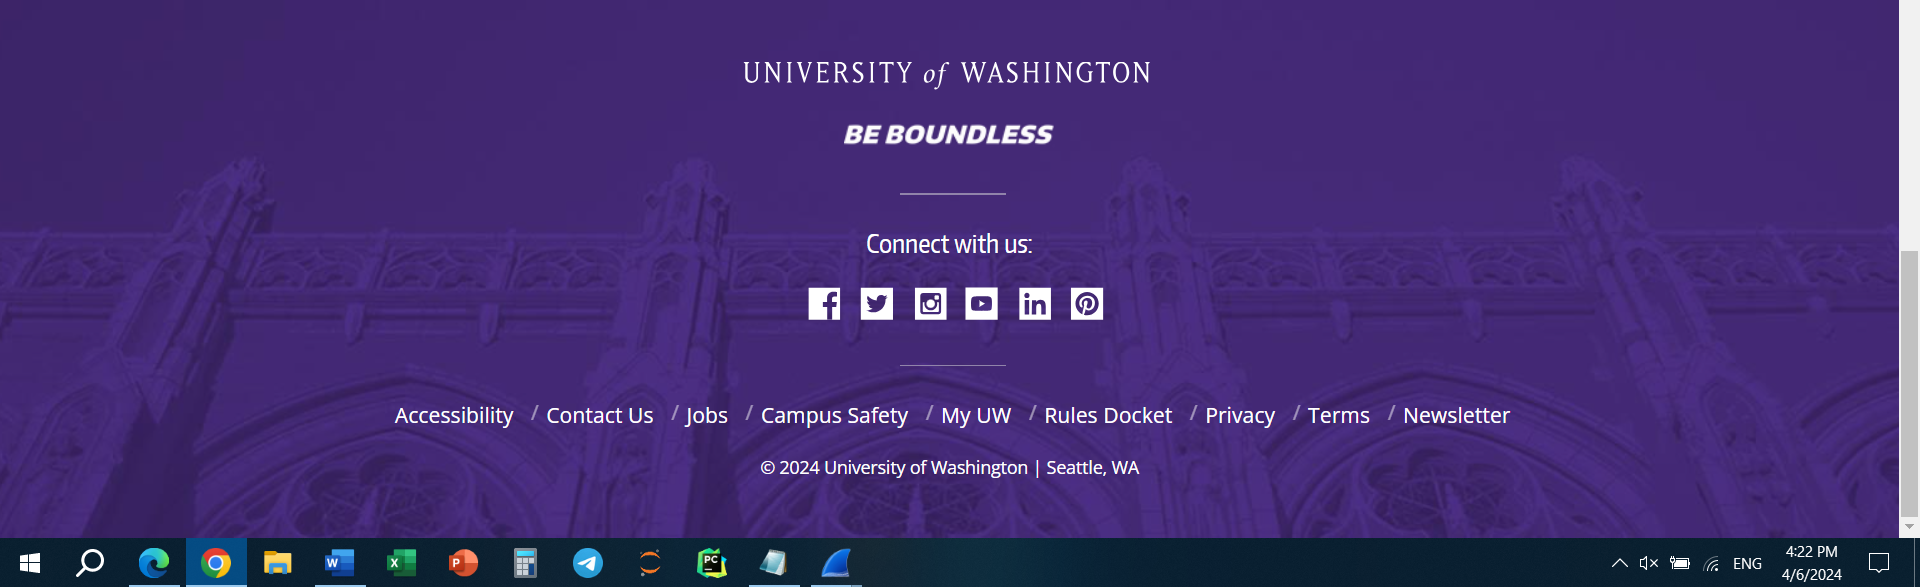 UNIVERSITY of WASHINGTON
BE BOUNDLESS
Connect with us:
Accessibility / Contact Us / Jobs / Campus Safety / My UW / Rules Docket / Privacy / Terms / Newsletter
© 2024 University of Washington | Seattle, WA
ENG
4:22 PM
4/6/2024